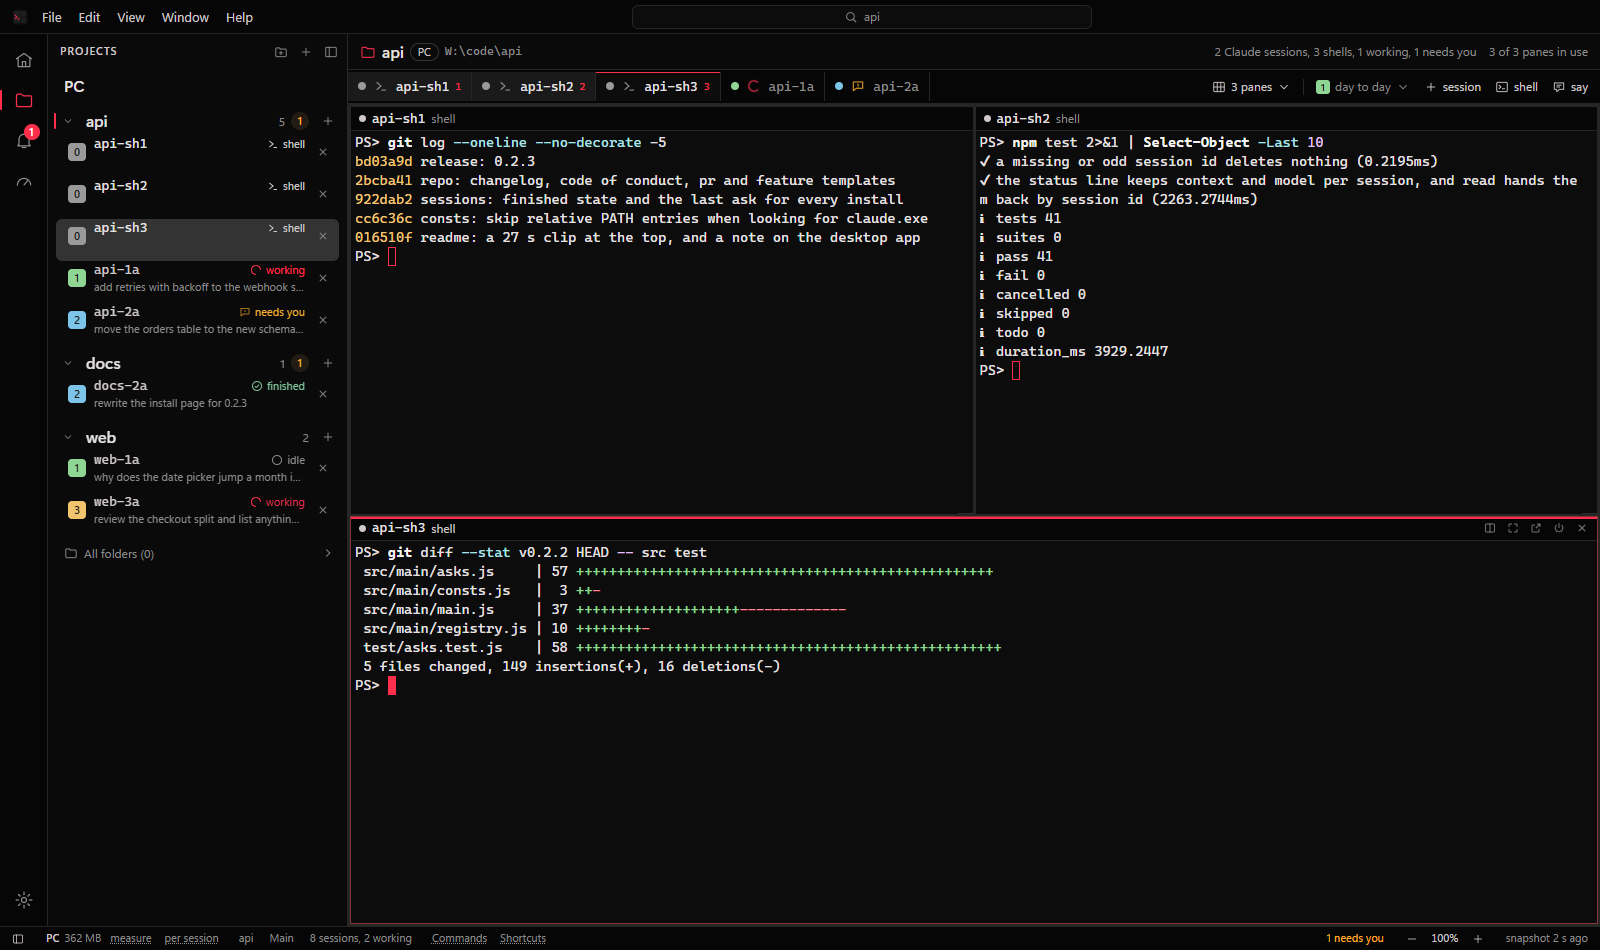 File Edit View Window Help
api
PROJECTS
PC
api 5 1
0 api-sh1 shell
0 api-sh2 shell
0 api-sh3 shell
1 api-1a working
add retries with backoff to the webhook s...
2 api-2a needs you
move the orders table to the new schema...
docs 1 1
2 docs-2a finished
rewrite the install page for 0.2.3
web 2
1 web-1a idle
why does the date picker jump a month i...
3 web-3a working
review the checkout split and list anythin...
All folders (0)
1
api PC W:\code\api
2 Claude sessions, 3 shells, 1 working, 1 needs you 3 of 3 panes in use
api-sh1 1 api-sh2 2 api-sh3 3 api-1a api-2a
3 panes 1 day to day + session shell say
api-sh1 shell
PS> git log --oneline --no-decorate -5
bd03a9d release: 0.2.3
2bcba41 repo: changelog, code of conduct, pr and feature templates
922dab2 sessions: finished state and the last ask for every install
cc6c36c consts: skip relative PATH entries when looking for claude.exe
016510f readme: a 27 s clip at the top, and a note on the desktop app
PS>
api-sh2 shell
PS> npm test 2>&1 | Select-Object -Last 10
✓ a missing or odd session id deletes nothing (0.2195ms)
✓ the status line keeps context and model per session, and read hands the
m back by session id (2263.2744ms)
ℹ tests 41
ℹ suites 0
ℹ pass 41
ℹ fail 0
ℹ cancelled 0
ℹ skipped 0
ℹ todo 0
ℹ duration_ms 3929.2447
PS>
api-sh3 shell
PS> git diff --stat v0.2.2 HEAD -- src test
src/main/asks.js | 57 +++++++++++++++++++++++++++++++++++++++++++++++++++
src/main/consts.js | 3 ++-
src/main/main.js | 37 ++++++++++++++++++++-------------
src/main/registry.js | 10 ++++++++-
test/asks.test.js | 58 ++++++++++++++++++++++++++++++++++++++++++++++++++++
5 files changed, 149 insertions(+), 16 deletions(-)
PS>
PC 362 MB measure per session api Main 8 sessions, 2 working Commands Shortcuts
1 needs you − 100% + snapshot 2 s ago